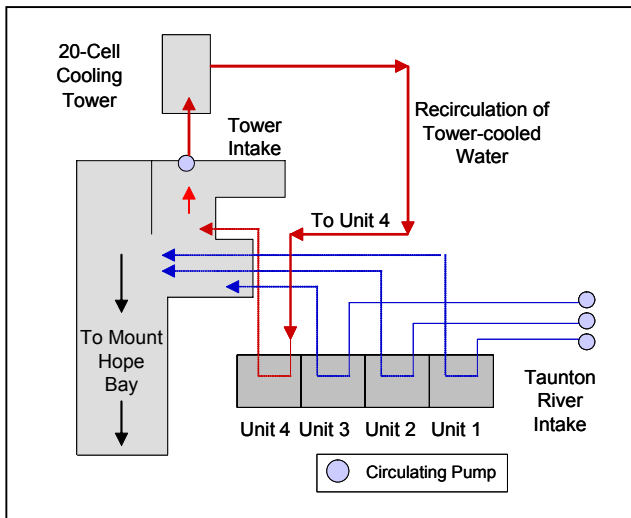 20-Cell
Cooling
Tower
Tower
Intake
Recirculation of
Tower-cooled
Water
To Unit 4
To Mount
Hope
Bay
Taunton
River
Intake
Unit 4 Unit 3 Unit 2 Unit 1
Circulating Pump